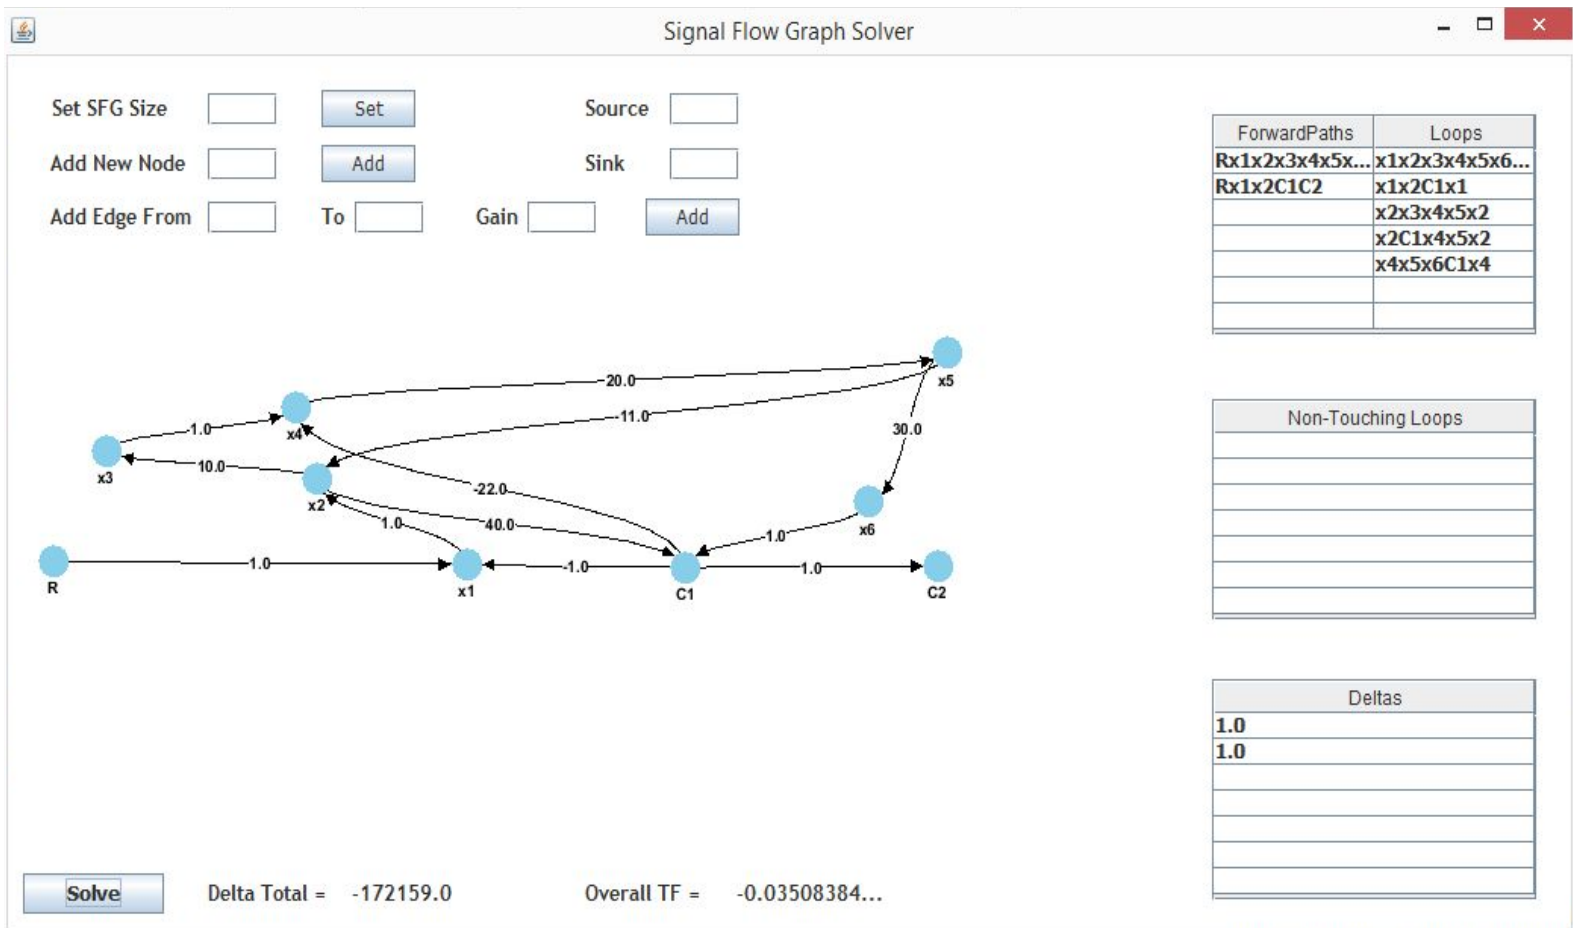 Signal Flow Graph Solver
Set SFG Size Set Source
Add New Node Add Sink
Add Edge From To Gain Add
ForwardPaths Loops
Rx1x2x3x4x5x... x1x2x3x4x5x6...
Rx1x2C1C2 x1x2C1x1
x2x3x4x5x2
x2C1x4x5x2
x4x5x6C1x4
20.0
x5
11.0
1.0
x4
30.0
10.0
x3
-22.0
x2
1.0
40.0
x6
1.0
1.0
-1.0
1.0
R
x1
C1
C2
Non-Touching Loops
Deltas
1.0
1.0
Solve Delta Total = -172159.0 Overall TF = -0.03508384...